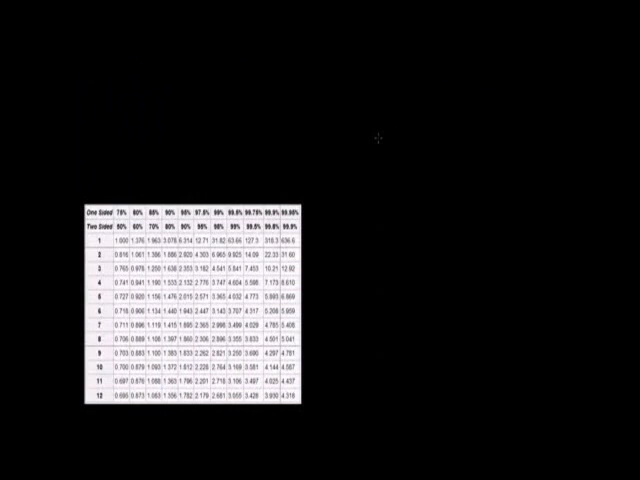 One Sided 75% 80% 85% 90% 95% 97.5% 99% 99.5% 99.75% 99.9% 99.95%
Two Sided 50% 60% 70% 80% 90% 95% 98% 99% 99.5% 99.8% 99.9%
1 1.000 1.376 1.963 3.078 6.314 12.71 31.82 63.66 127.3 318.3 636.6
2 0.816 1.061 1.386 1.886 2.920 4.303 6.965 9.925 14.09 22.33 31.60
3 0.765 0.978 1.250 1.638 2.353 3.182 4.541 5.841 7.453 10.21 12.92
4 0.741 0.941 1.190 1.533 2.132 2.776 3.747 4.604 5.598 7.173 8.610
5 0.727 0.920 1.156 1.476 2.015 2.571 3.365 4.032 4.773 5.893 6.869
6 0.718 0.906 1.134 1.440 1.943 2.447 3.143 3.707 4.317 5.208 5.959
7 0.711 0.896 1.119 1.415 1.895 2.365 2.998 3.499 4.029 4.785 5.408
8 0.706 0.889 1.108 1.397 1.860 2.306 2.896 3.355 3.833 4.501 5.041
9 0.703 0.883 1.100 1.383 1.833 2.262 2.821 3.250 3.690 4.297 4.781
10 0.700 0.879 1.093 1.372 1.812 2.228 2.764 3.169 3.581 4.144 4.587
11 0.697 0.876 1.088 1.363 1.796 2.201 2.718 3.106 3.497 4.025 4.437
12 0.695 0.873 1.083 1.356 1.782 2.179 2.681 3.055 3.428 3.930 4.318